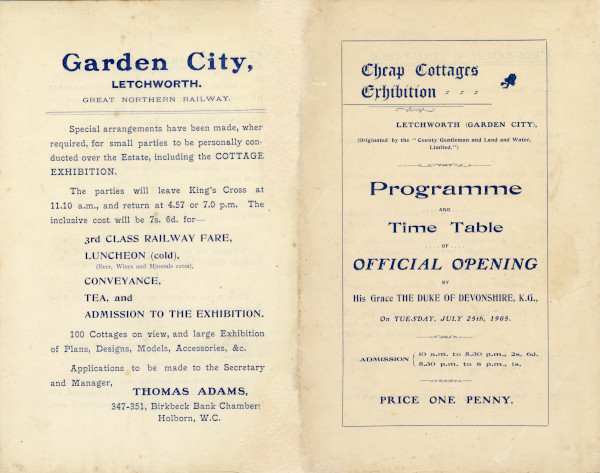 Garden City,
LETCHWORTH.
GREAT NORTHERN RAILWAY.
Special arrangements have been made, wher
required, for small parties to be personally con-
ducted over the Estate, including the COTTAGE
EXHIBITION.
The parties will leave King's Cross at
11.10 a.m., and return at 4.57 or 7.0 p.m. The
inclusive cost will be 7s. 6d. for—
3rd CLASS RAILWAY FARE,
LUNCHEON (cold),
(Beer, Wines and Minerals extra),
CONVEYANCE,
TEA, and
ADMISSION TO THE EXHIBITION.
100 Cottages on view, and large Exhibition
of Plans, Designs, Models, Accessories, &c.
Applications to be made to the Secretary
and Manager,
THOMAS ADAMS,
347-351, Birkbeck Bank Chambers
Holborn, W.C.
Cheap Cottages
Exhibition : : :
LETCHWORTH (GARDEN CITY),
(Originated by the "County Gentleman and Land and Water,
Limited.")
Programme
.... AND ....
Time Table
.... OF ....
OFFICIAL OPENING
BY
His Grace THE DUKE OF DEVONSHIRE, K.G.,
On TUESDAY, JULY 25th, 1905.
ADMISSION { 10 a.m. to 5.30 p.m., 2s. 6d.
5.30 p.m. to 8 p.m., 1s.
PRICE ONE PENNY.